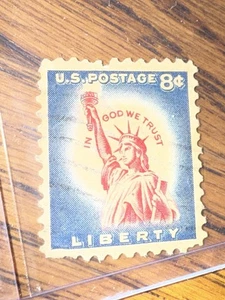 U.S. POSTAGE 8¢
IN GOD WE TRUST
LIBERTY